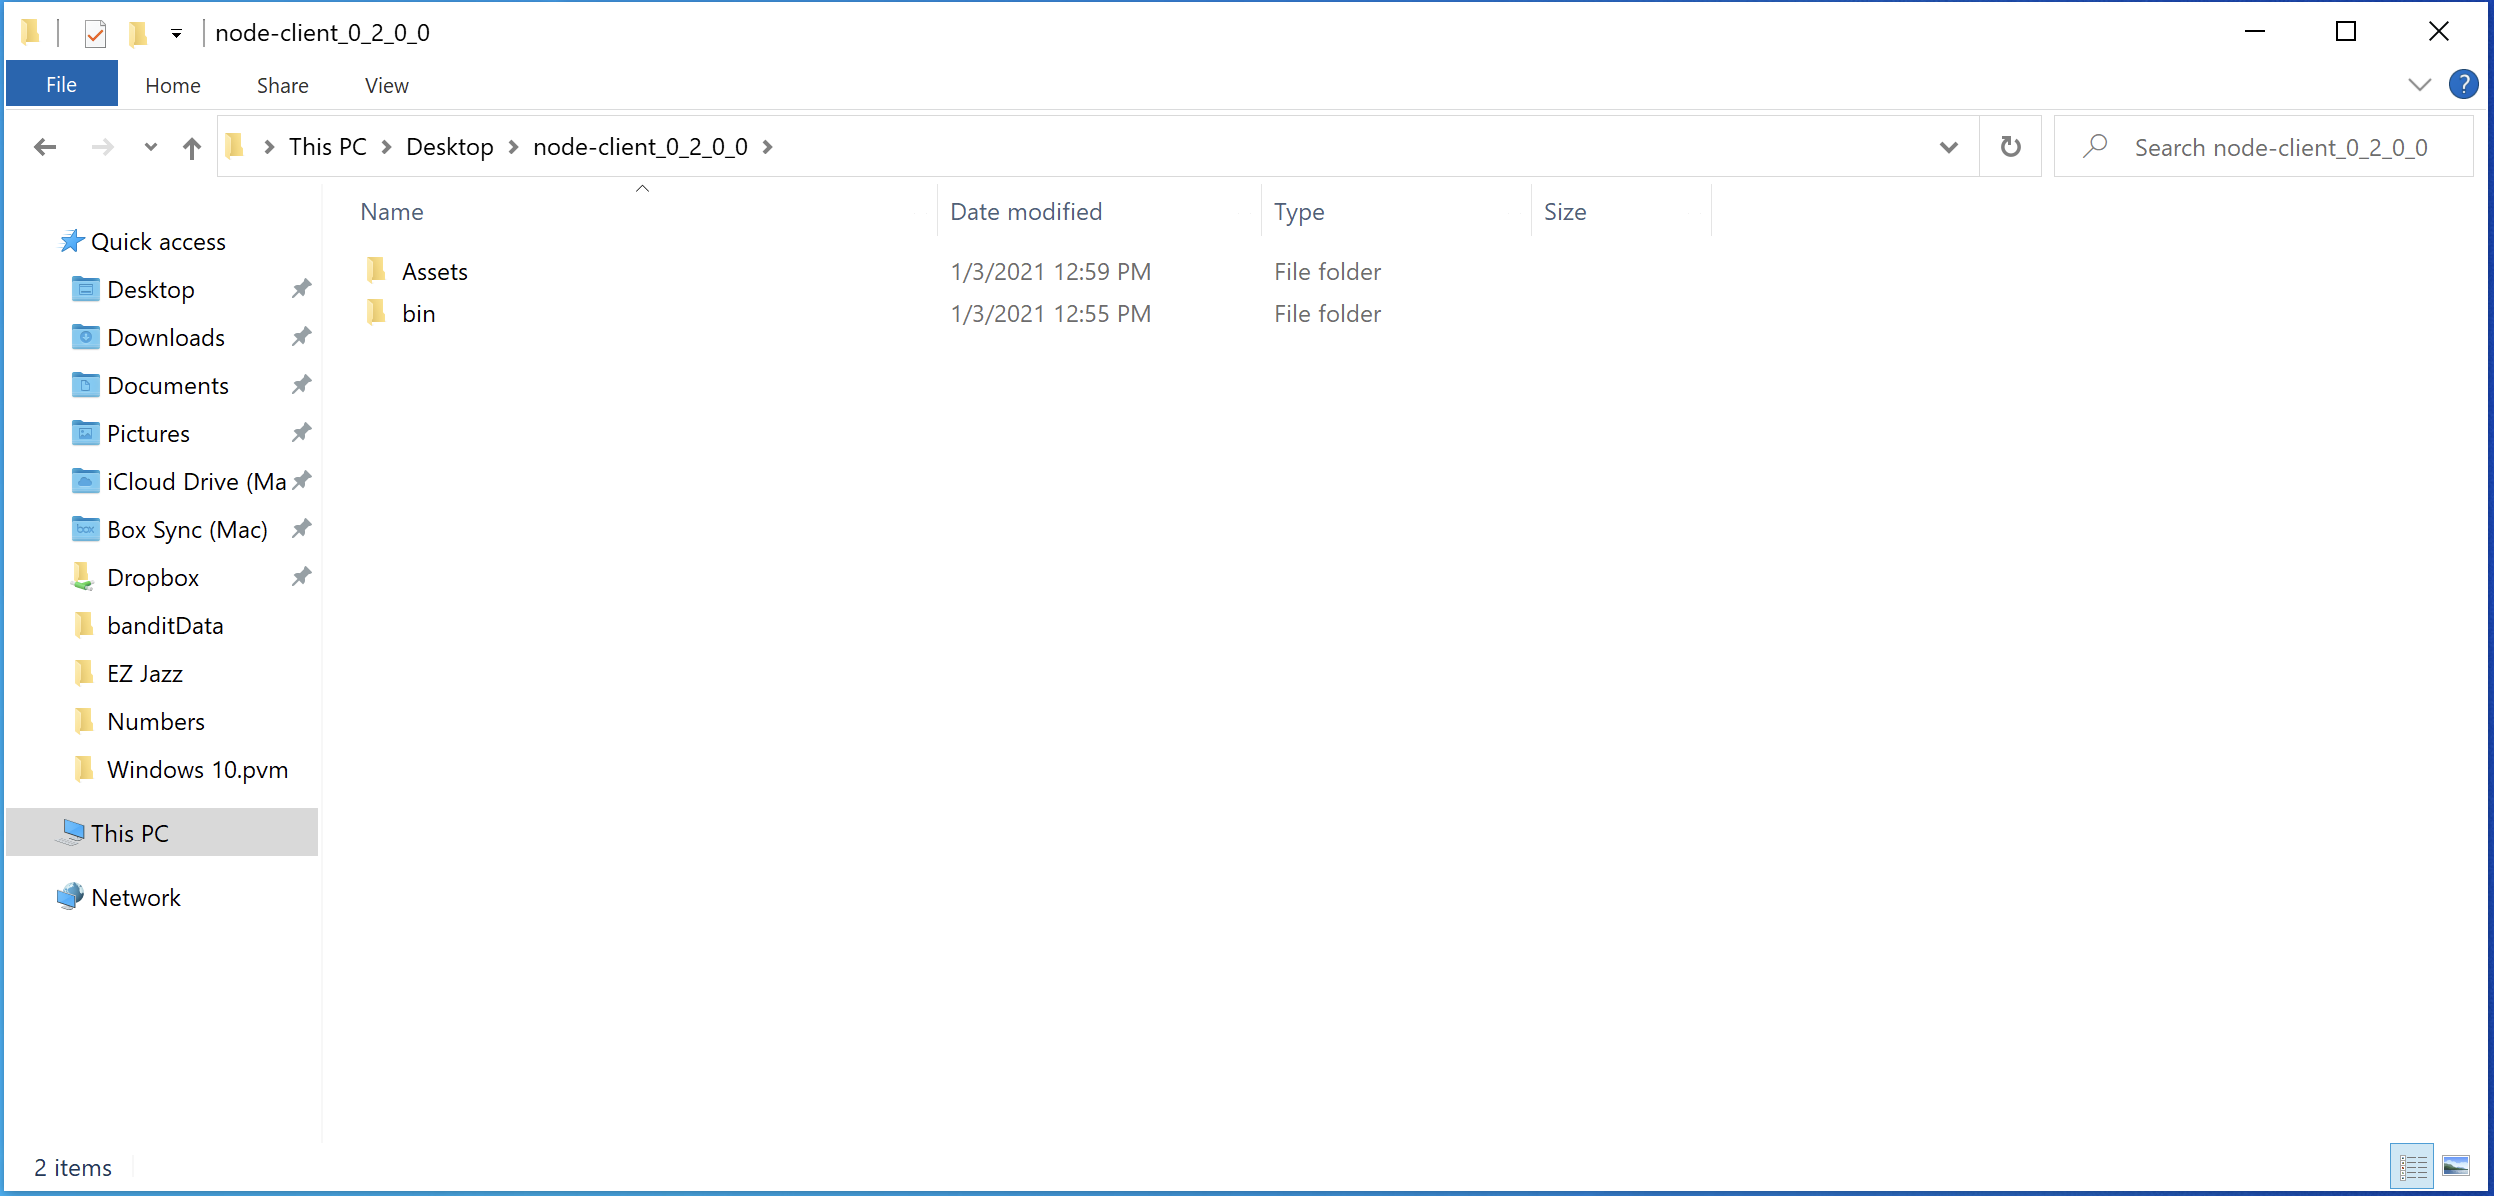 node-client_0_2_0_0
File Home Share View
This PC Desktop node-client_0_2_0_0 Search node-client_0_2_0_0
Name Date modified Type Size
Quick access
Desktop
Downloads
Documents
Pictures
iCloud Drive (Ma
Box Sync (Mac)
Dropbox
banditData
EZ Jazz
Numbers
Windows 10.pvm
This PC
Network
Assets 1/3/2021 12:59 PM File folder
bin 1/3/2021 12:55 PM File folder
2 items